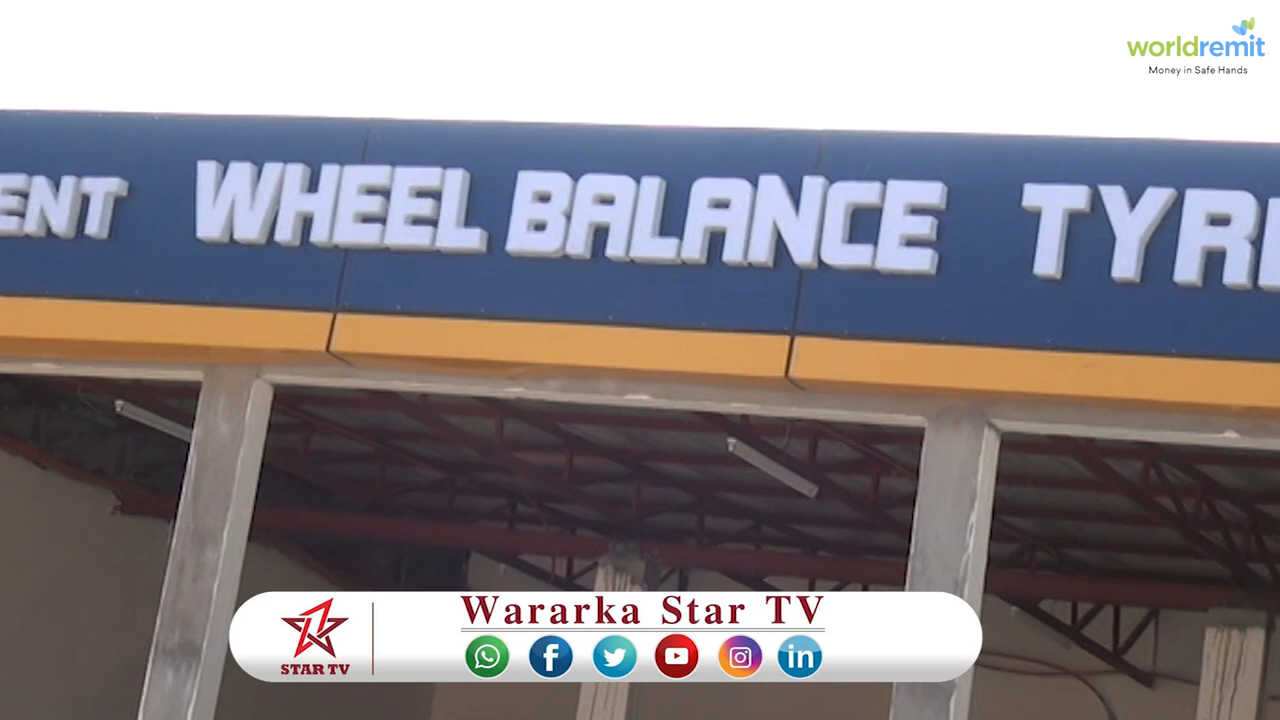 worldremit
Money in Safe Hands
ENT WHEEL BALANCE TYR
Wararka Star TV
STAR TV